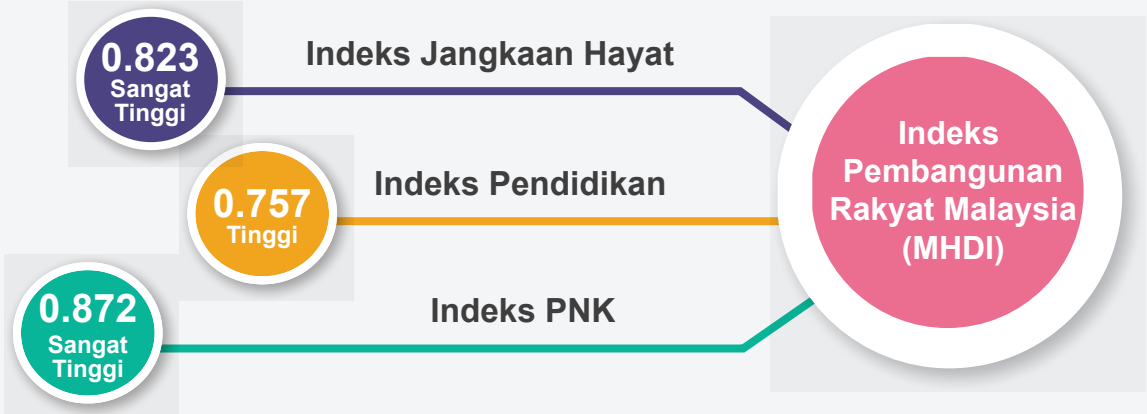 0.823
Sangat
Tinggi
Indeks Jangkaan Hayat
0.757
Tinggi
Indeks Pendidikan
0.872
Sangat
Tinggi
Indeks PNK
Indeks
Pembangunan
Rakyat Malaysia
(MHDI)